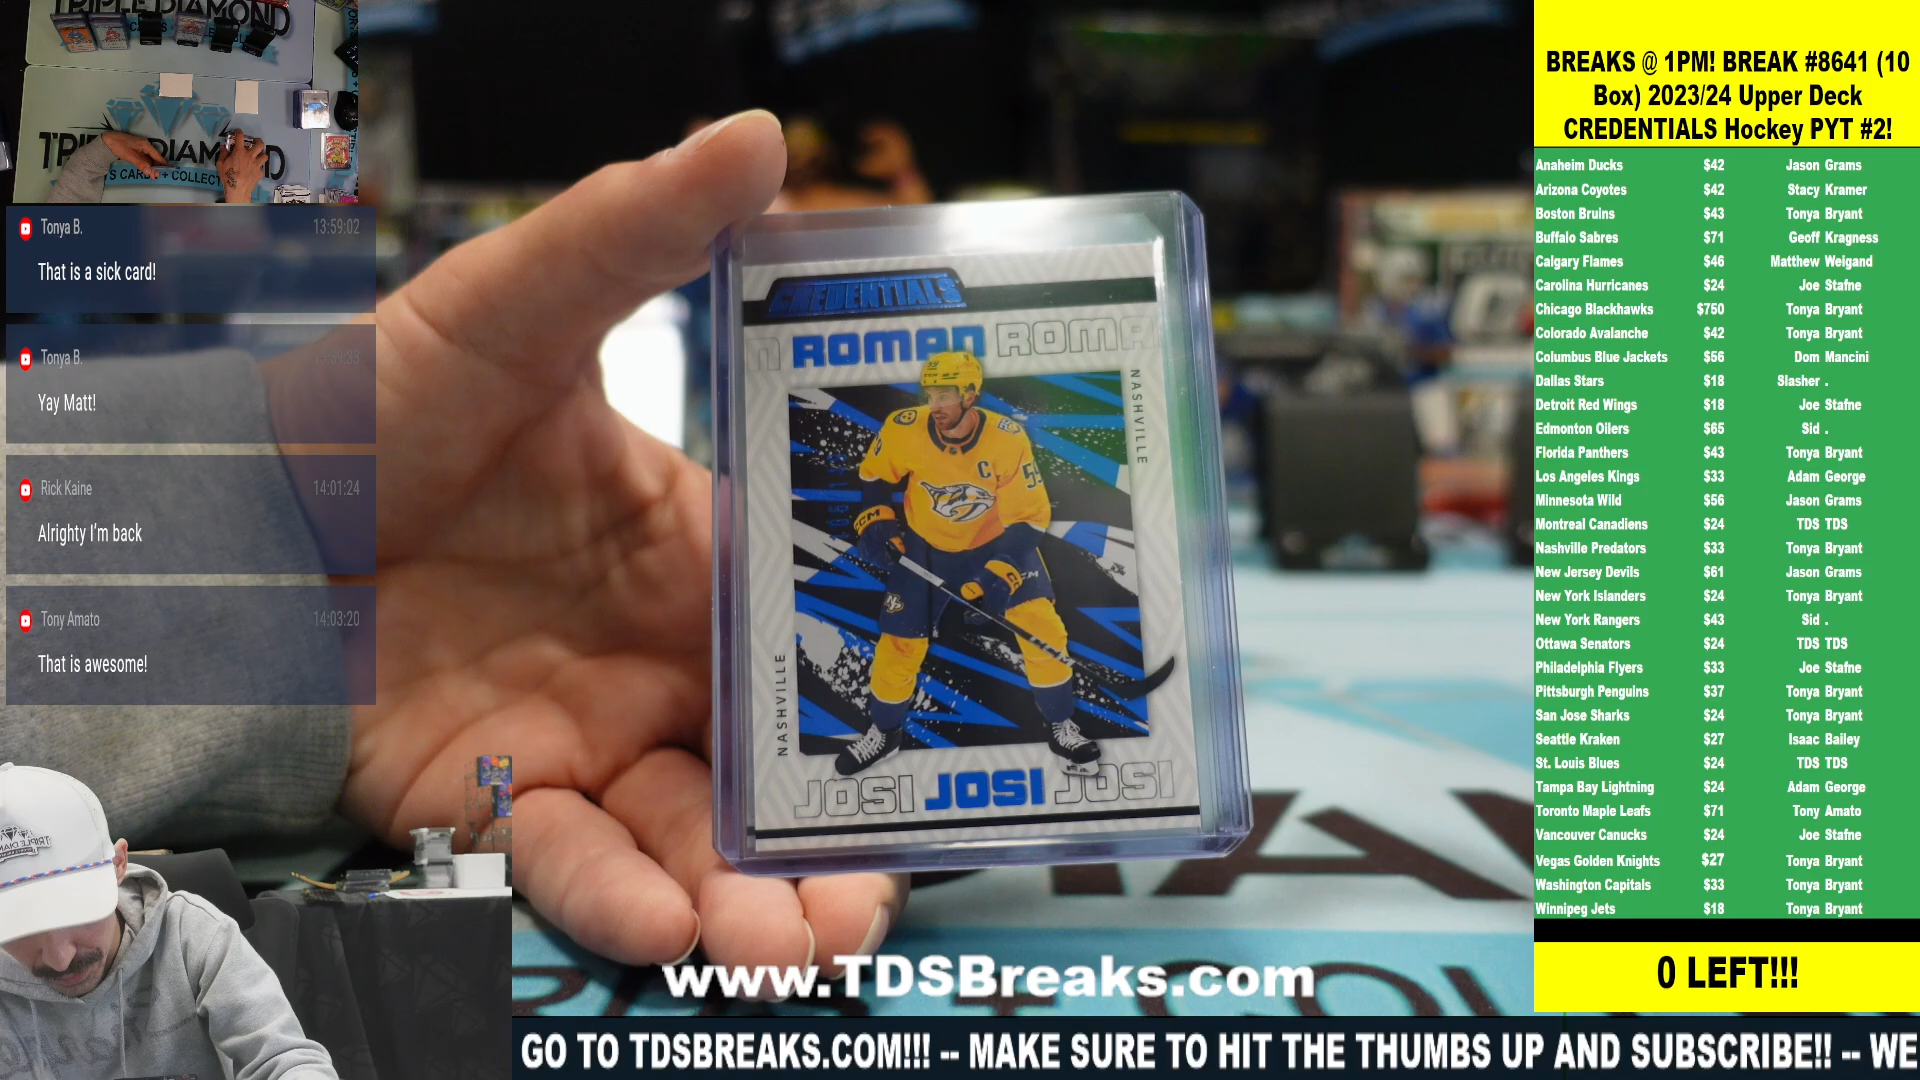 TRIPLE DIAMOND
TRIPLE DIAMOND
Tonya B. 13:59:02
That is a sick card!
Tonya B.
Yay Matt!
Rick Kaine 14:01:24
Alrighty I'm back
Tony Amato 14:03:20
That is awesome!
CREDENTIALS
ROMAN ROMA
NASHVILLE
C 59
CCM
NASHVILLE
JOSI JOSI JOSI
www.TDSBreaks.com
GO TO TDSBREAKS.COM!!! -- MAKE SURE TO HIT THE THUMBS UP AND SUBSCRIBE!! -- WE
BREAKS @ 1PM! BREAK #8641 (10
Box) 2023/24 Upper Deck
CREDENTIALS Hockey PYT #2!
Anaheim Ducks $42 Jason Grams
Arizona Coyotes $42 Stacy Kramer
Boston Bruins $43 Tonya Bryant
Buffalo Sabres $71 Geoff Kragness
Calgary Flames $46 Matthew Weigand
Carolina Hurricanes $24 Joe Stafne
Chicago Blackhawks $750 Tonya Bryant
Colorado Avalanche $42 Tonya Bryant
Columbus Blue Jackets $56 Dom Mancini
Dallas Stars $18 Slasher .
Detroit Red Wings $18 Joe Stafne
Edmonton Oilers $65 Sid .
Florida Panthers $43 Tonya Bryant
Los Angeles Kings $33 Adam George
Minnesota Wild $56 Jason Grams
Montreal Canadiens $24 TDS TDS
Nashville Predators $33 Tonya Bryant
New Jersey Devils $61 Jason Grams
New York Islanders $24 Tonya Bryant
New York Rangers $43 Sid .
Ottawa Senators $24 TDS TDS
Philadelphia Flyers $33 Joe Stafne
Pittsburgh Penguins $37 Tonya Bryant
San Jose Sharks $24 Tonya Bryant
Seattle Kraken $27 Isaac Bailey
St. Louis Blues $24 TDS TDS
Tampa Bay Lightning $24 Adam George
Toronto Maple Leafs $71 Tony Amato
Vancouver Canucks $24 Joe Stafne
Vegas Golden Knights $27 Tonya Bryant
Washington Capitals $33 Tonya Bryant
Winnipeg Jets $18 Tonya Bryant
0 LEFT!!!